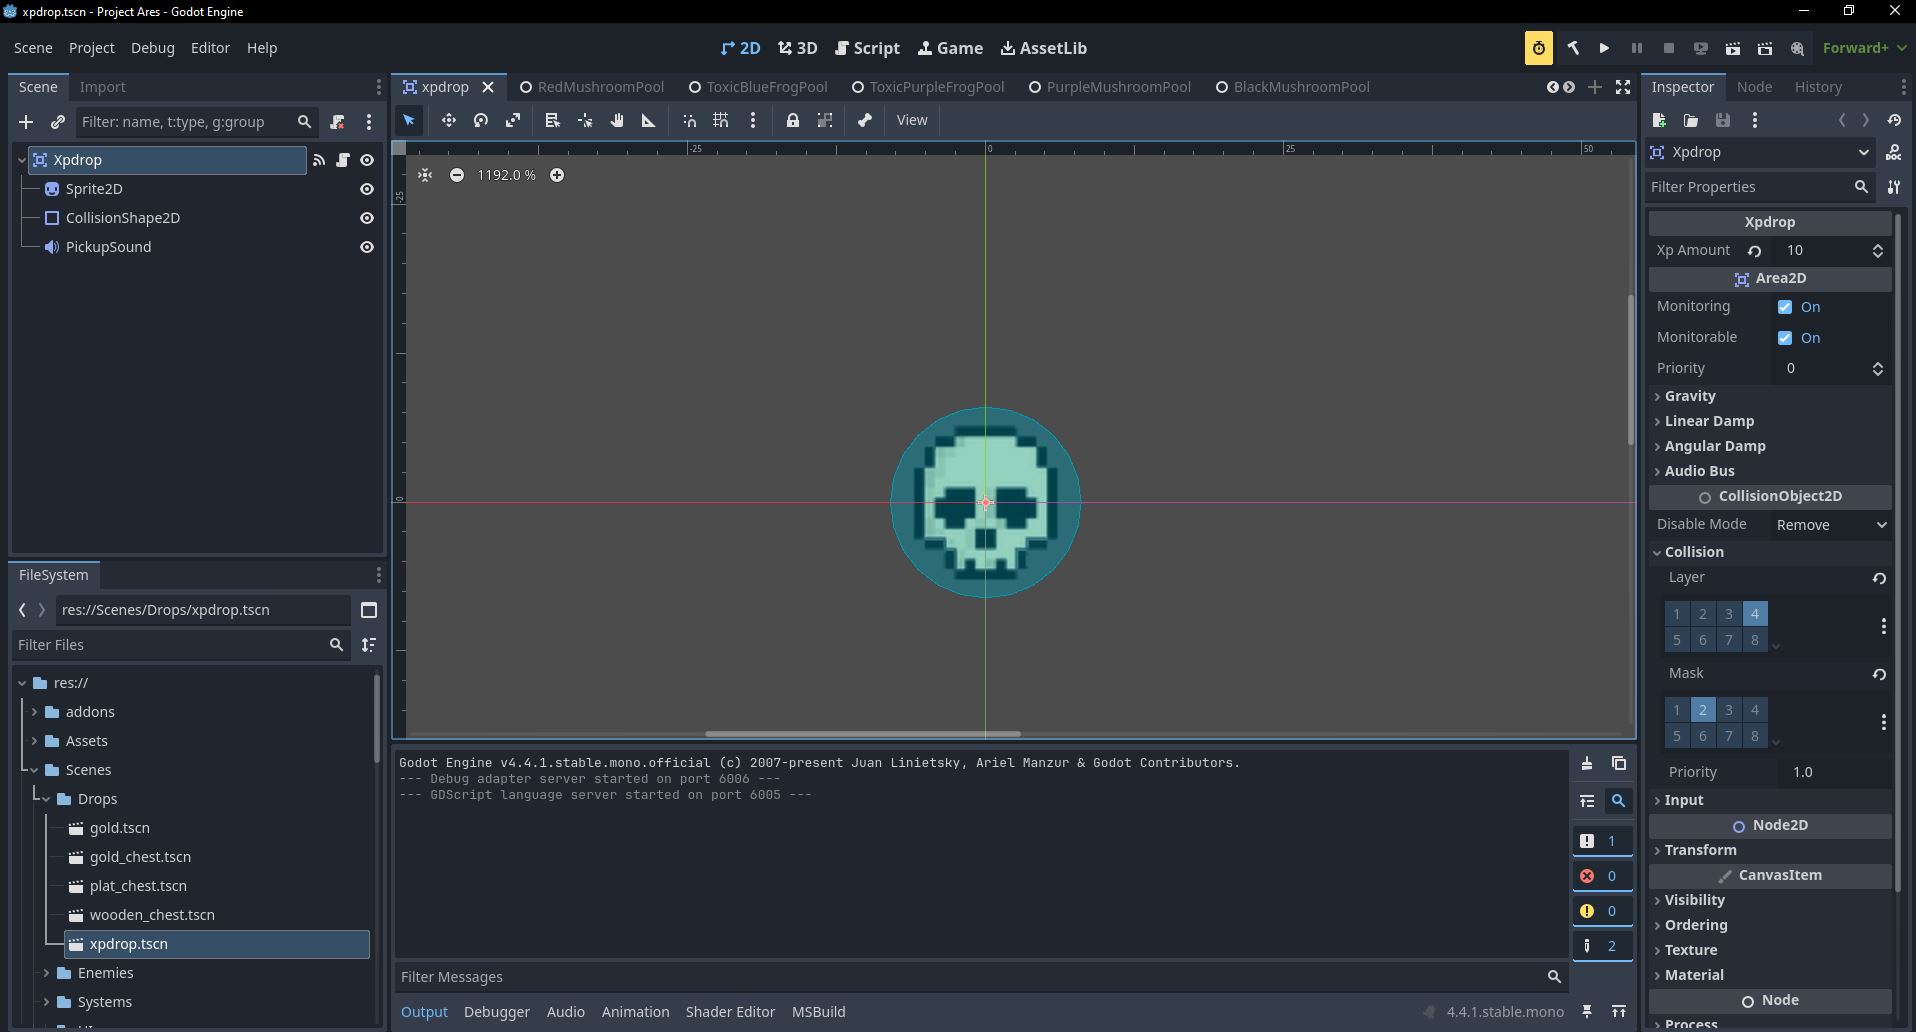 xpdrop.tscn - Project Ares - Godot Engine
Scene Project Debug Editor Help
2D 3D Script Game AssetLib
Forward+
Scene Import
Filter: name, t:type, g:group
Xpdrop
Sprite2D
CollisionShape2D
PickupSound
FileSystem
res://Scenes/Drops/xpdrop.tscn
Filter Files
res://
addons
Assets
Scenes
Drops
gold.tscn
gold_chest.tscn
plat_chest.tscn
wooden_chest.tscn
xpdrop.tscn
Enemies
Systems
xpdrop RedMushroomPool ToxicBlueFrogPool ToxicPurpleFrogPool PurpleMushroomPool BlackMushroomPool
View
-25 0 25 50
-25
0
1192.0 %
Godot Engine v4.4.1.stable.mono.official (c) 2007-present Juan Linietsky, Ariel Manzur & Godot Contributors.
--- Debug adapter server started on port 6006 ---
--- GDScript language server started on port 6005 ---
1
0
0
2
Filter Messages
Output Debugger Audio Animation Shader Editor MSBuild
4.4.1.stable.mono
Inspector Node History
Xpdrop
DOC
Filter Properties
Xpdrop
Xp Amount 10
Area2D
Monitoring On
Monitorable On
Priority 0
Gravity
Linear Damp
Angular Damp
Audio Bus
CollisionObject2D
Disable Mode Remove
Collision
Layer
1 2 3 4
5 6 7 8
Mask
1 2 3 4
5 6 7 8
Priority 1.0
Input
Node2D
Transform
CanvasItem
Visibility
Ordering
Texture
Material
Node
Process